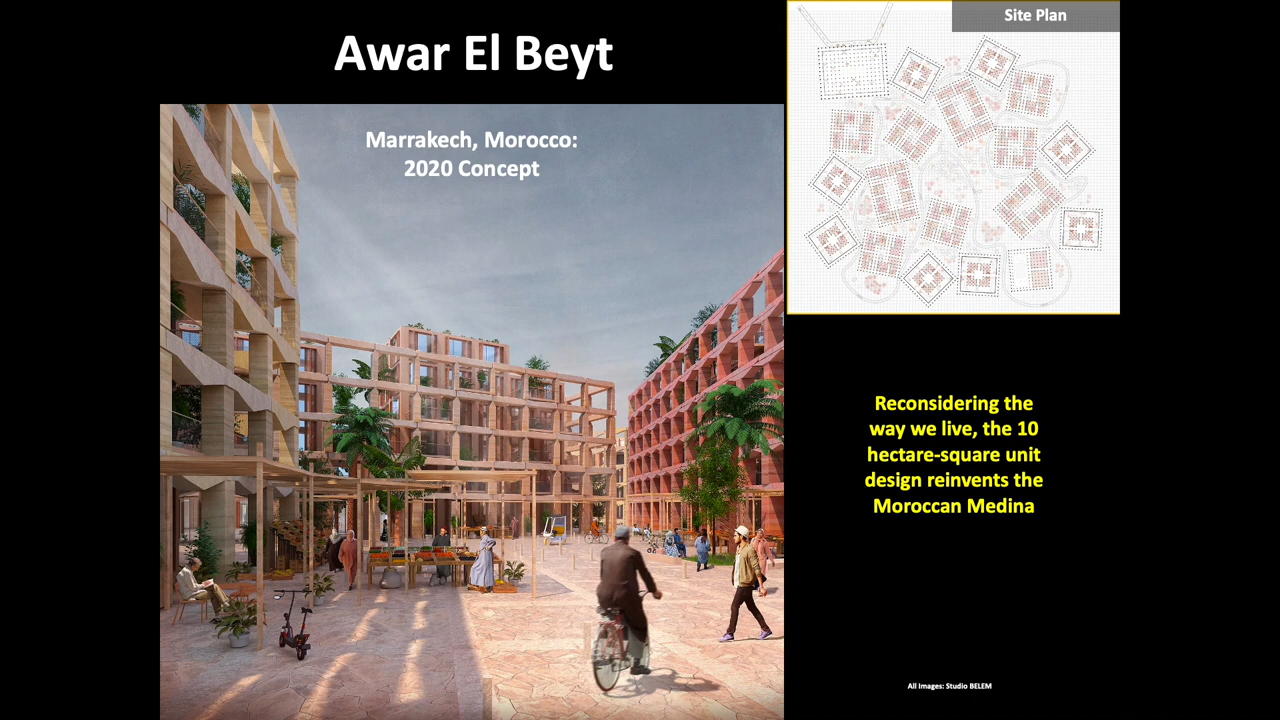 Awar El Beyt
Marrakech, Morocco:
2020 Concept
Site Plan
Reconsidering the
way we live, the 10
hectare-square unit
design reinvents the
Moroccan Medina
All Images: Studio BELEM